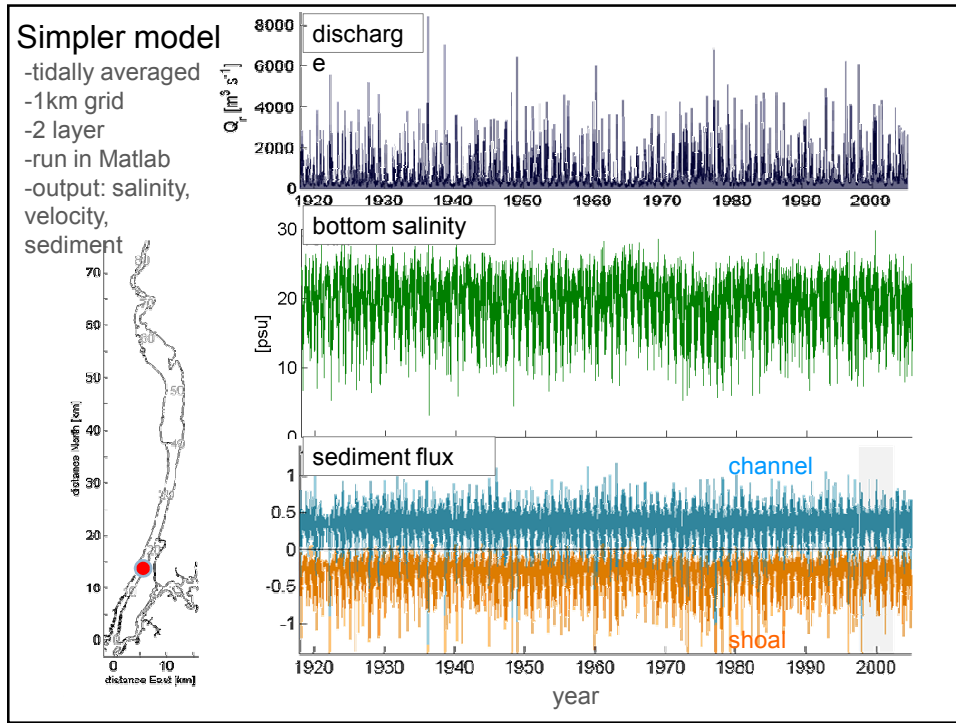 Simpler model
-tidally averaged
-1km grid
-2 layer
-run in Matlab
-output: salinity,
velocity,
sediment
discharg
e
Q_r [m³ s⁻¹]
8000
6000
4000
2000
0
1920 1930 1940 1950 1960 1970 1980 1990 2000
bottom salinity
[psu]
30
20
10
0
sediment flux
channel
shoal
1
0.5
0
-0.5
-1
1920 1930 1940 1950 1960 1970 1980 1990 2000
year
distance North [km]
70
60
50
40
30
20
10
0
60
50
0 10
distance East [km]